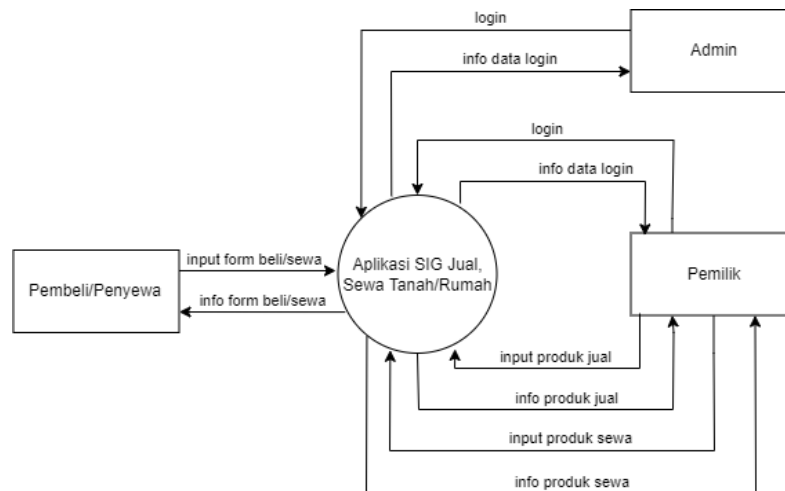 login
Admin
info data login
login
info data login
input form beli/sewa
Aplikasi SIG Jual,
Sewa Tanah/Rumah
Pemilik
Pembeli/Penyewa
info form beli/sewa
input produk jual
info produk jual
input produk sewa
info produk sewa